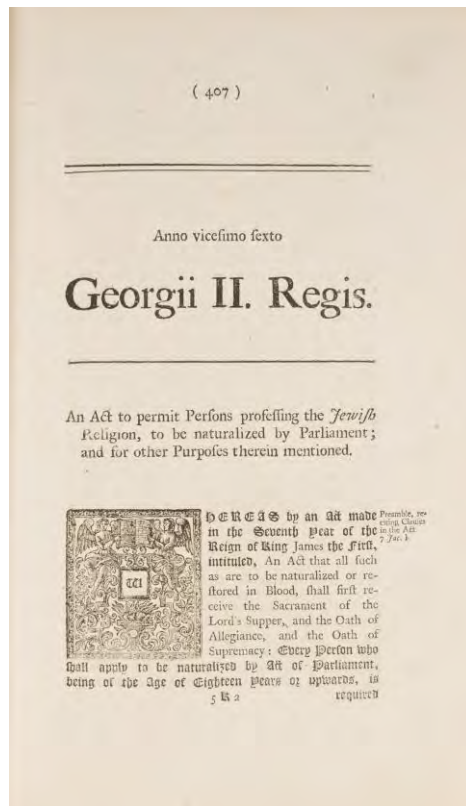 ( 407 )
Anno viceſimo ſexto
Georgii II. Regis.
An Act to permit Perſons profeſſing the Jewiſh
Religion, to be naturalized by Parliament;
and for other Purpoſes therein mentioned.
WHEREAS by an Act made
in the Seventh Year of the
Reign of King James the Firſt,
intituled, An Act that all ſuch
as are to be naturalized or re-
ſtored in Blood, ſhall firſt re-
ceive the Sacrament of the
Lord's Supper, and the Oath of
Allegiance, and the Oath of
Supremacy: Every Perſon who
ſhall apply to be naturalized by Act of Parliament,
being of the Age of Eighteen Years or upwards, is
5 K 2 required
Preamble, re-
citing Clauses
in the Act
7 Jac. I.